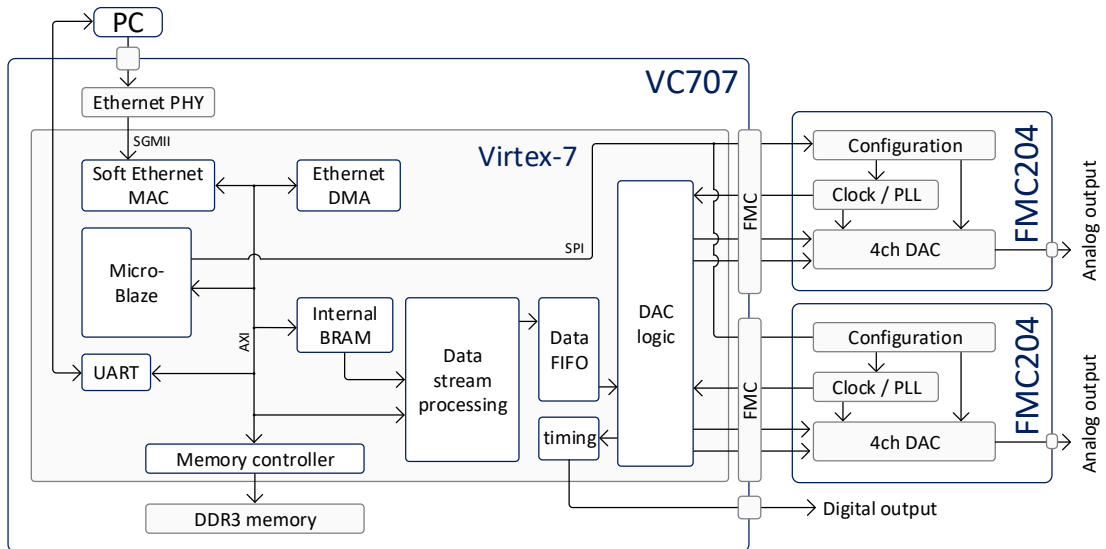 PC
VC707
Ethernet PHY
SGMII
Virtex-7
Soft Ethernet
MAC
Ethernet
DMA
Micro-
Blaze
SPI
AXI
Internal
BRAM
UART
Data
stream
processing
Data
FIFO
timing
DAC
logic
Memory controller
DDR3 memory
FMC
Configuration
Clock / PLL
4ch DAC
FMC204
Analog output
FMC
Configuration
Clock / PLL
4ch DAC
FMC204
Analog output
Digital output